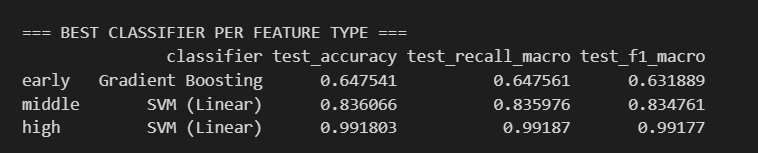 === BEST CLASSIFIER PER FEATURE TYPE ===
classifier test_accuracy test_recall_macro test_f1_macro
early Gradient Boosting 0.647541 0.647561 0.631889
middle SVM (Linear) 0.836066 0.835976 0.834761
high SVM (Linear) 0.991803 0.99187 0.99177